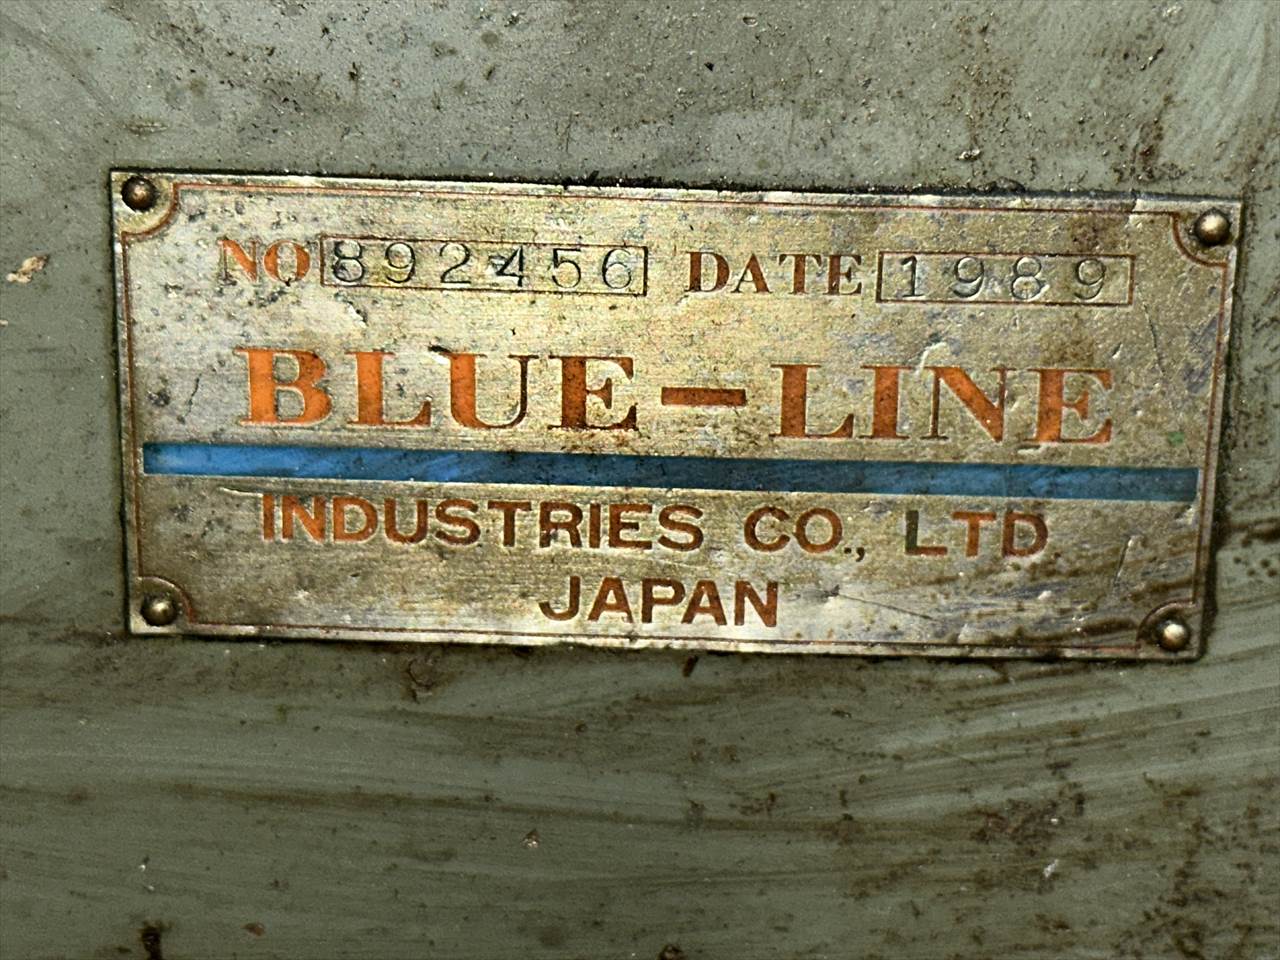 NO 892456 DATE 1989
BLUE-LINE
INDUSTRIES CO., LTD
JAPAN